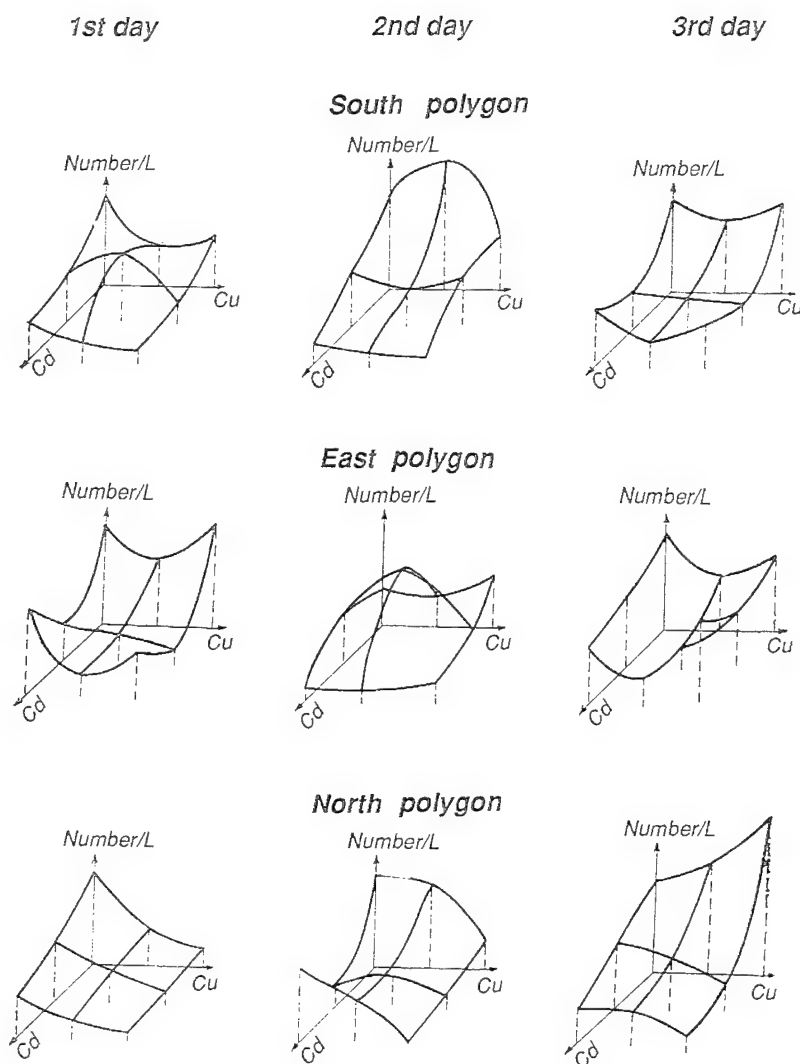 1st day 2nd day 3rd day
South polygon
Number/L Number/L Number/L
Cu Cu Cu
Cd Cd Cd
East polygon
Number/L Number/L Number/L
Cu Cu Cu
Cd Cd Cd
North polygon
Number/L Number/L Number/L
Cu Cu Cu
Cd Cd Cd